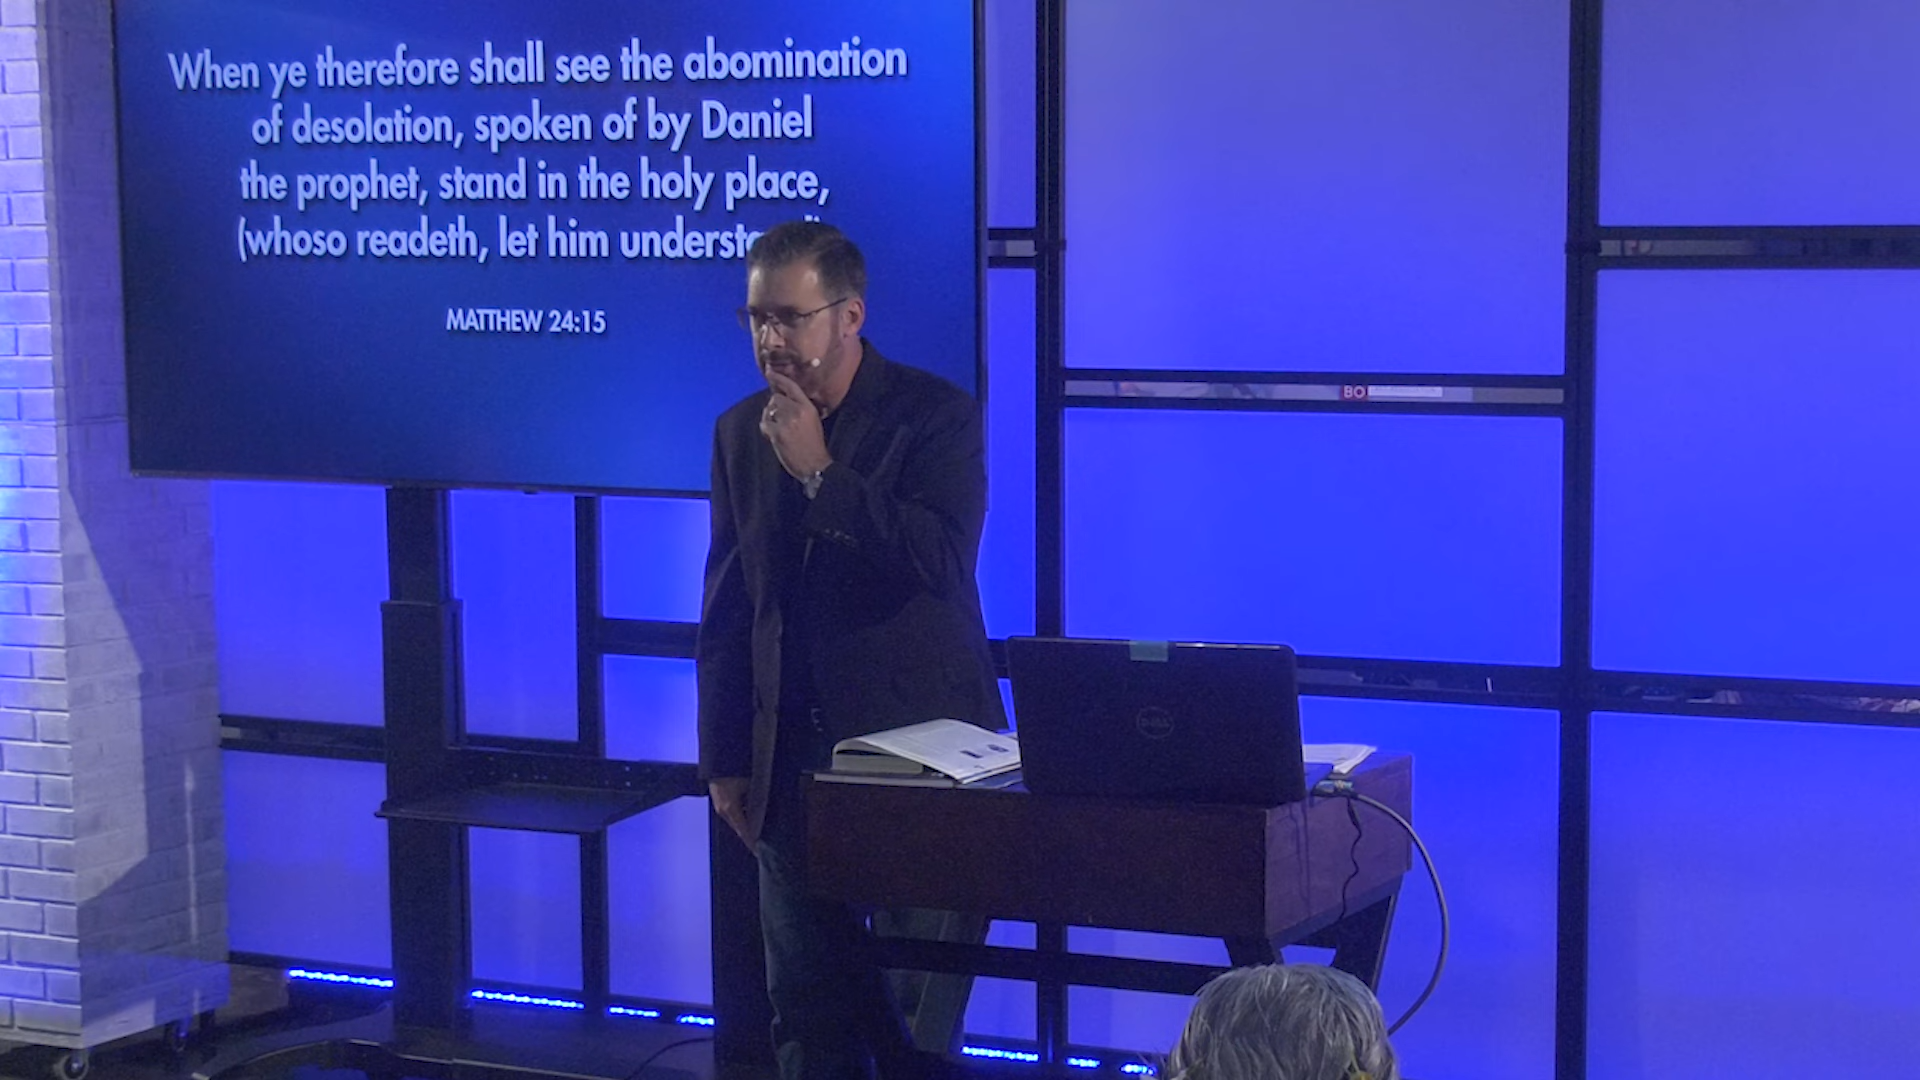 When ye therefore shall see the abomination
of desolation, spoken of by Daniel
the prophet, stand in the holy place,
(whoso readeth, let him
MATTHEW 24:15
BO
DELL